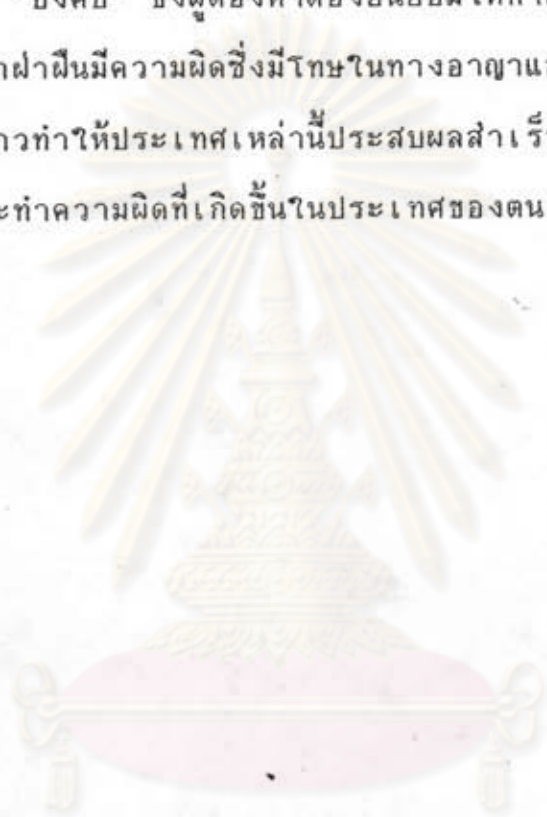 ฝ่าฝืนมีความผิดซึ่งมีโทษในทางอาญา
ทำให้ประเทศเหล่านี้ประสบผลสำเร็
ะทำความผิดที่เกิดขึ้นในประเทศของตน